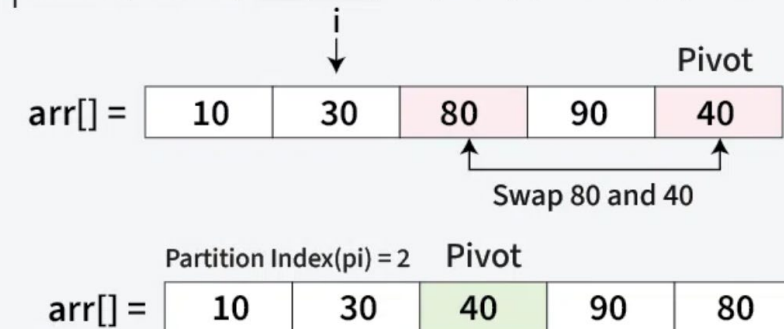 i
Pivot
arr[] = 10 30 80 90 40
Swap 80 and 40
Partition Index(pi) = 2 Pivot
arr[] = 10 30 40 90 80